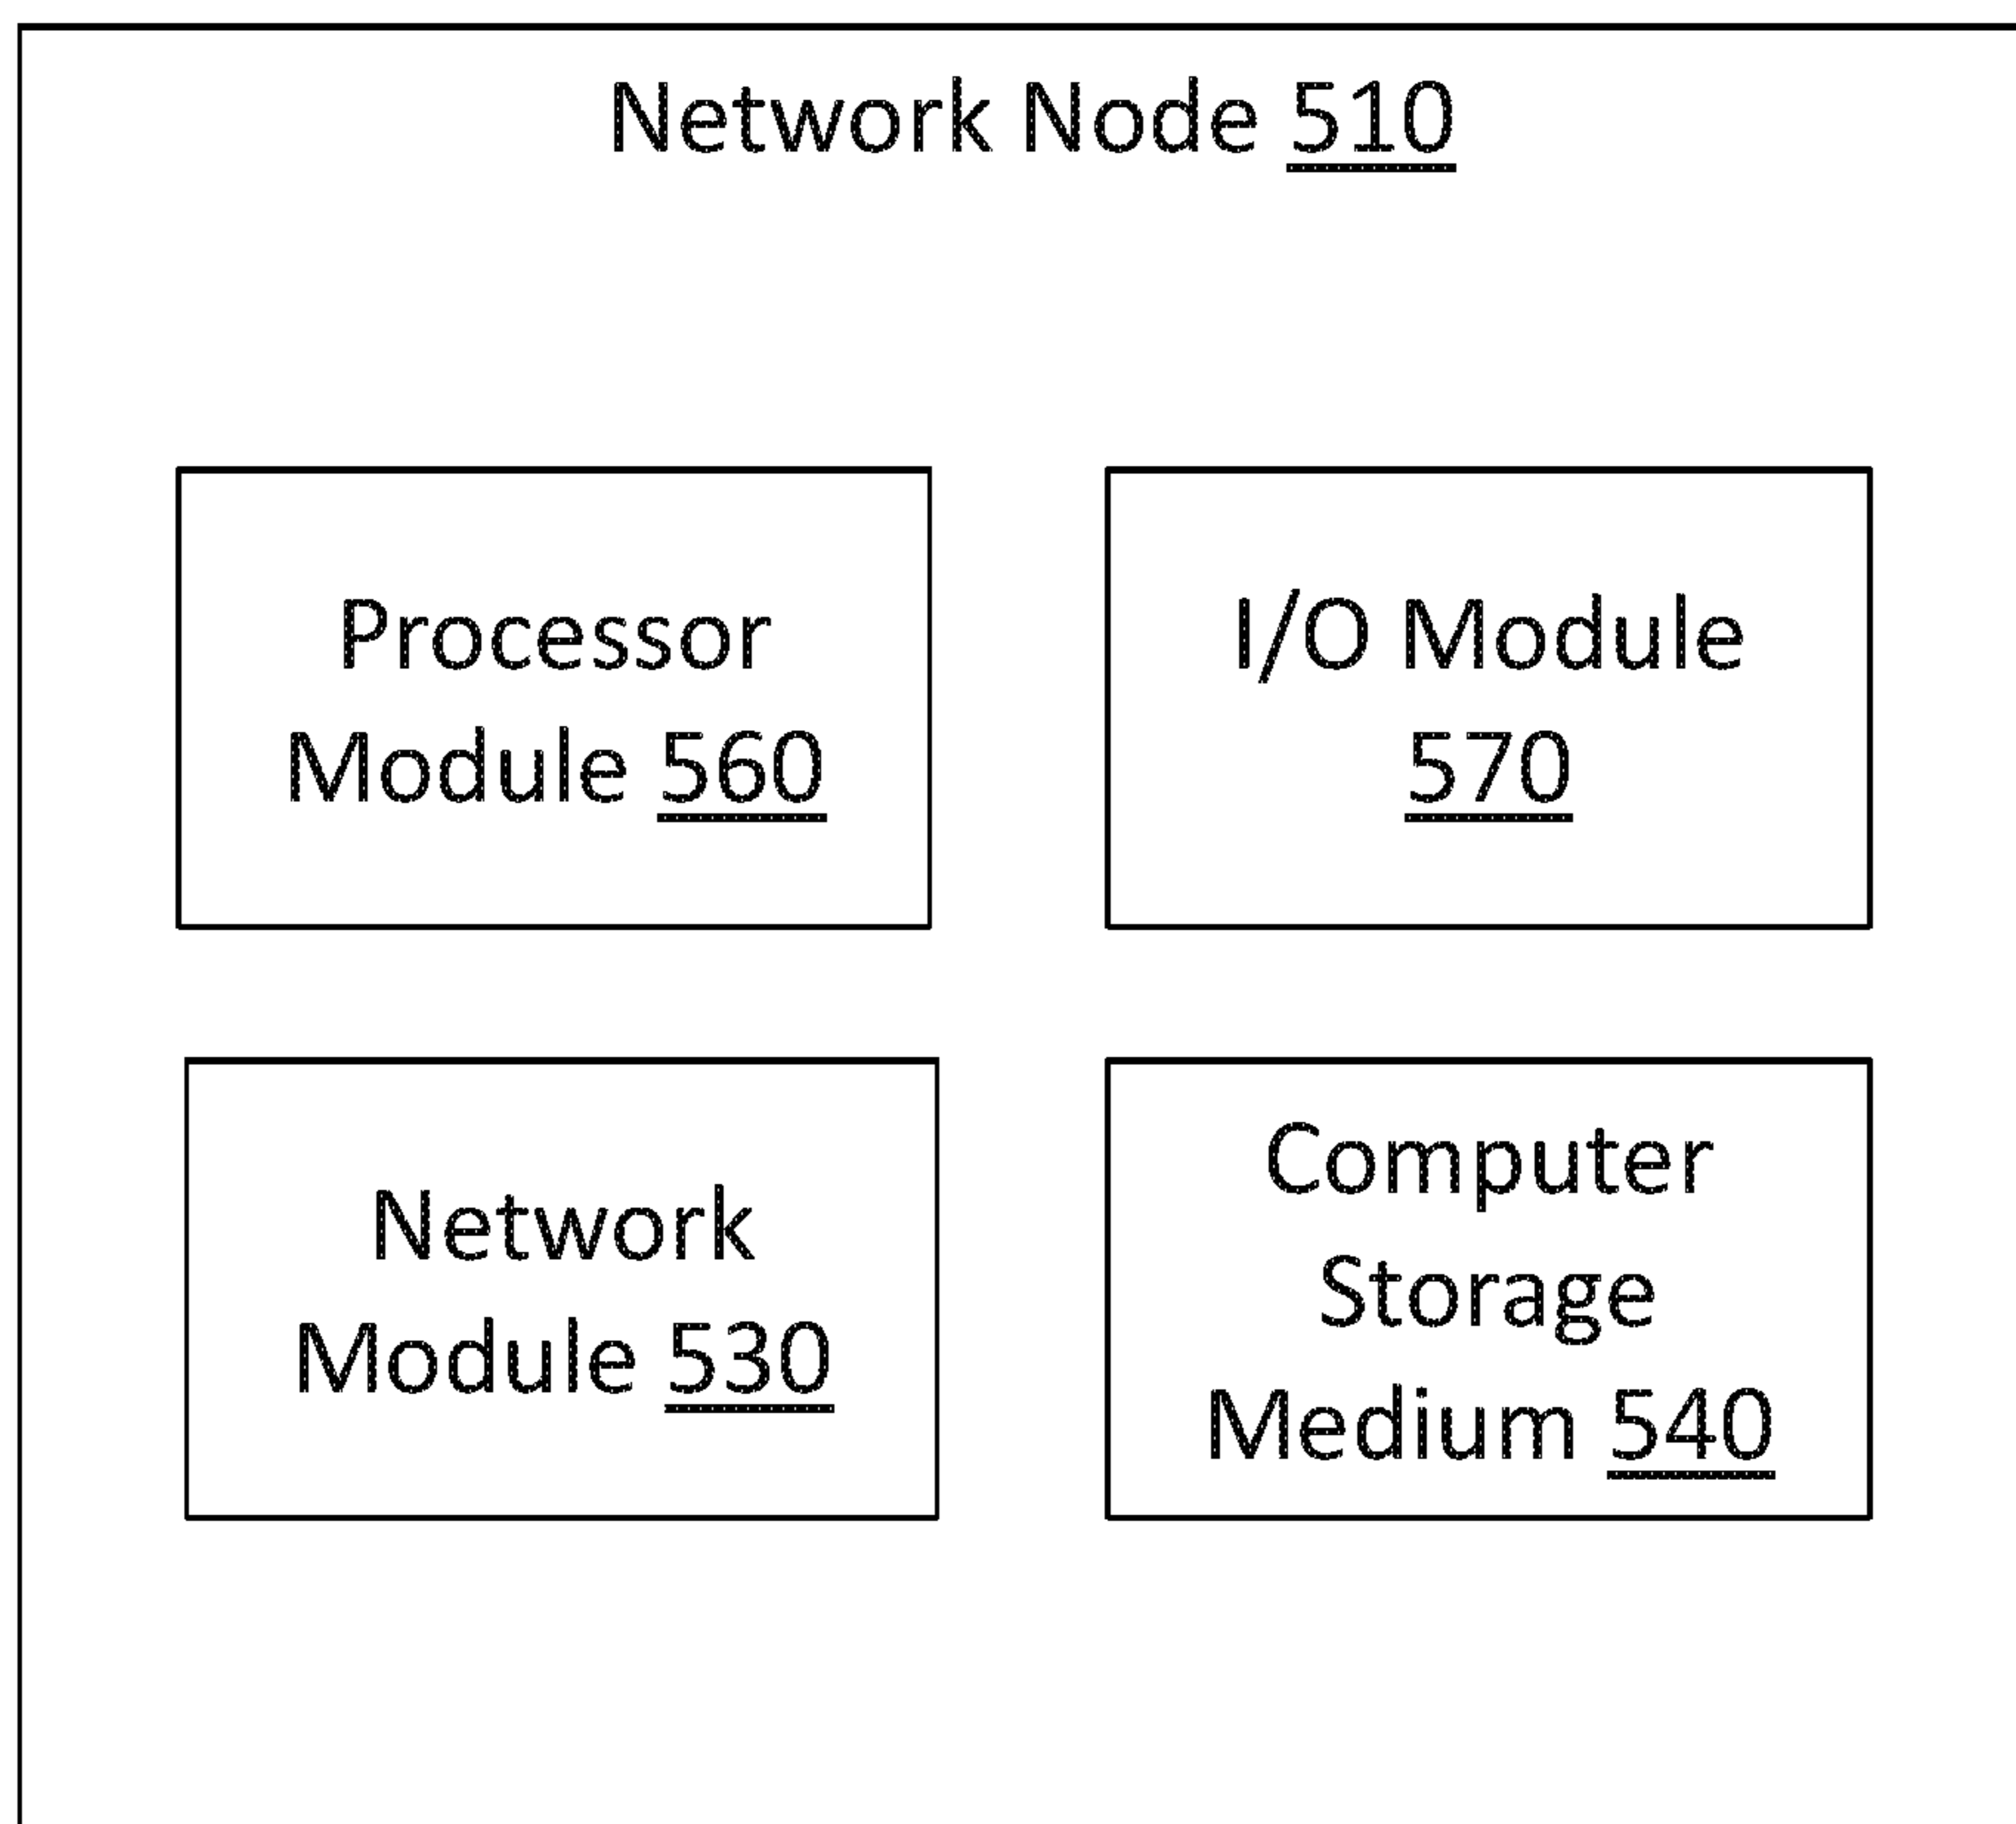 Network Node 510
Processor
Module 560
I/O Module
570
Network
Module 530
Computer
Storage
Medium 540